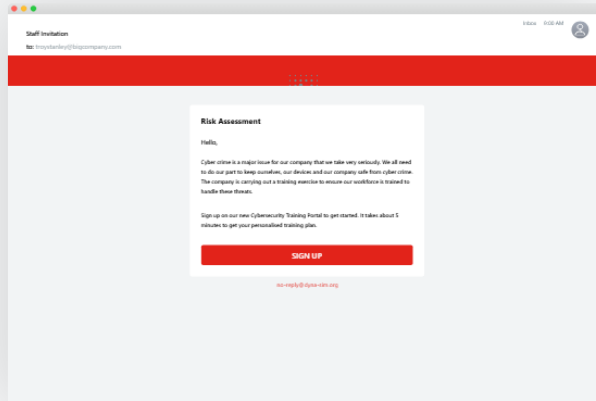 Inbox 9:00 AM
Staff Invitation
to: troystanley@bigcompany.com
Risk Assessment
Hello,
Cyber crime is a major issue for our company that we take very seriously. We all need
to do our part to keep ourselves, our devices and our company safe from cyber crime.
The company is carrying out a training exercise to ensure our workforce is trained to
handle these threats.
Sign up on our new Cybersecurity Training Portal to get started. It takes about 5
minutes to get your personalised training plan.
SIGN UP